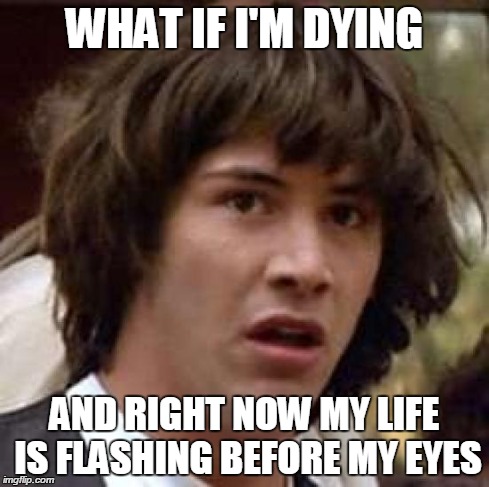 WHAT IF I'M DYING
AND RIGHT NOW MY LIFE
IS FLASHING BEFORE MY EYES
imgflip.com